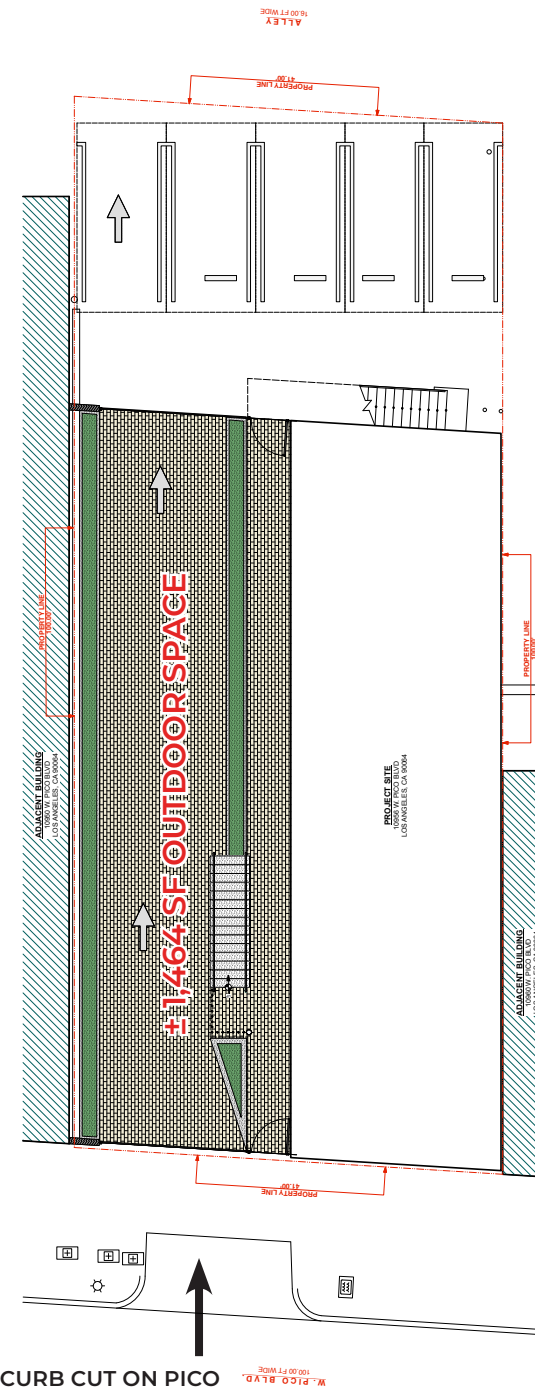 16.00 FT WIDE
ALLEY
41.00'
PROPERTY LINE
PROPERTY LINE
100.00'
PROPERTY LINE
100.00'
± 1,464 SF OUTDOOR SPACE
ADJACENT BUILDING
10950 W. PICO BLVD
LOS ANGELES, CA 90064
PROJECT SITE
10956 W. PICO BLVD
LOS ANGELES, CA 90064
ADJACENT BUILDING
10960 W. PICO BLVD
41.00'
PROPERTY LINE
CURB CUT ON PICO
100.00 FT WIDE
W. PICO BLVD.